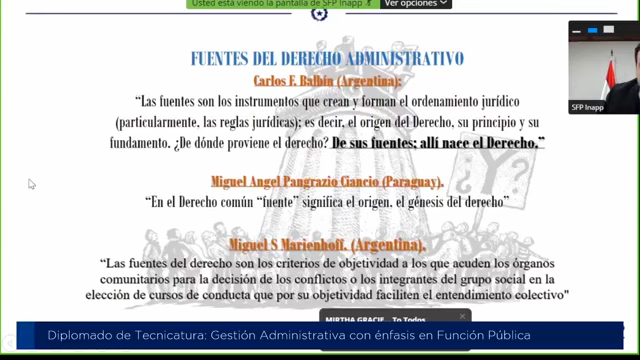 Usted está viendo la pantalla de SFP Inapp
Ver opciones
FUENTES DEL DERECHO ADMINISTRATIVO
Carlos F. Balbín (Argentina):
“Las fuentes son los instrumentos que crean y forman el ordenamiento jurídico
(particularmente, las reglas jurídicas); es decir, el origen del Derecho, su principio y su
fundamento. ¿De dónde proviene el derecho? De sus fuentes; allí nace el Derecho.”
SFP Inapp
Miguel Angel Pangrazio Ciancio (Paraguay).
“En el Derecho común “fuente” significa el origen, el génesis del derecho”
Miguel S Marienhoff. (Argentina).
“Las fuentes del derecho son los criterios de objetividad a los que acuden los órganos
comunitarios para la decisión de los conflictos o los integrantes del grupo social en la
elección de cursos de conducta que por su objetividad faciliten el entendimiento colectivo"
MIRTHA GRACIE... To Todos
Diplomado de Tecnicatura: Gestión Administrativa con énfasis en Función Pública